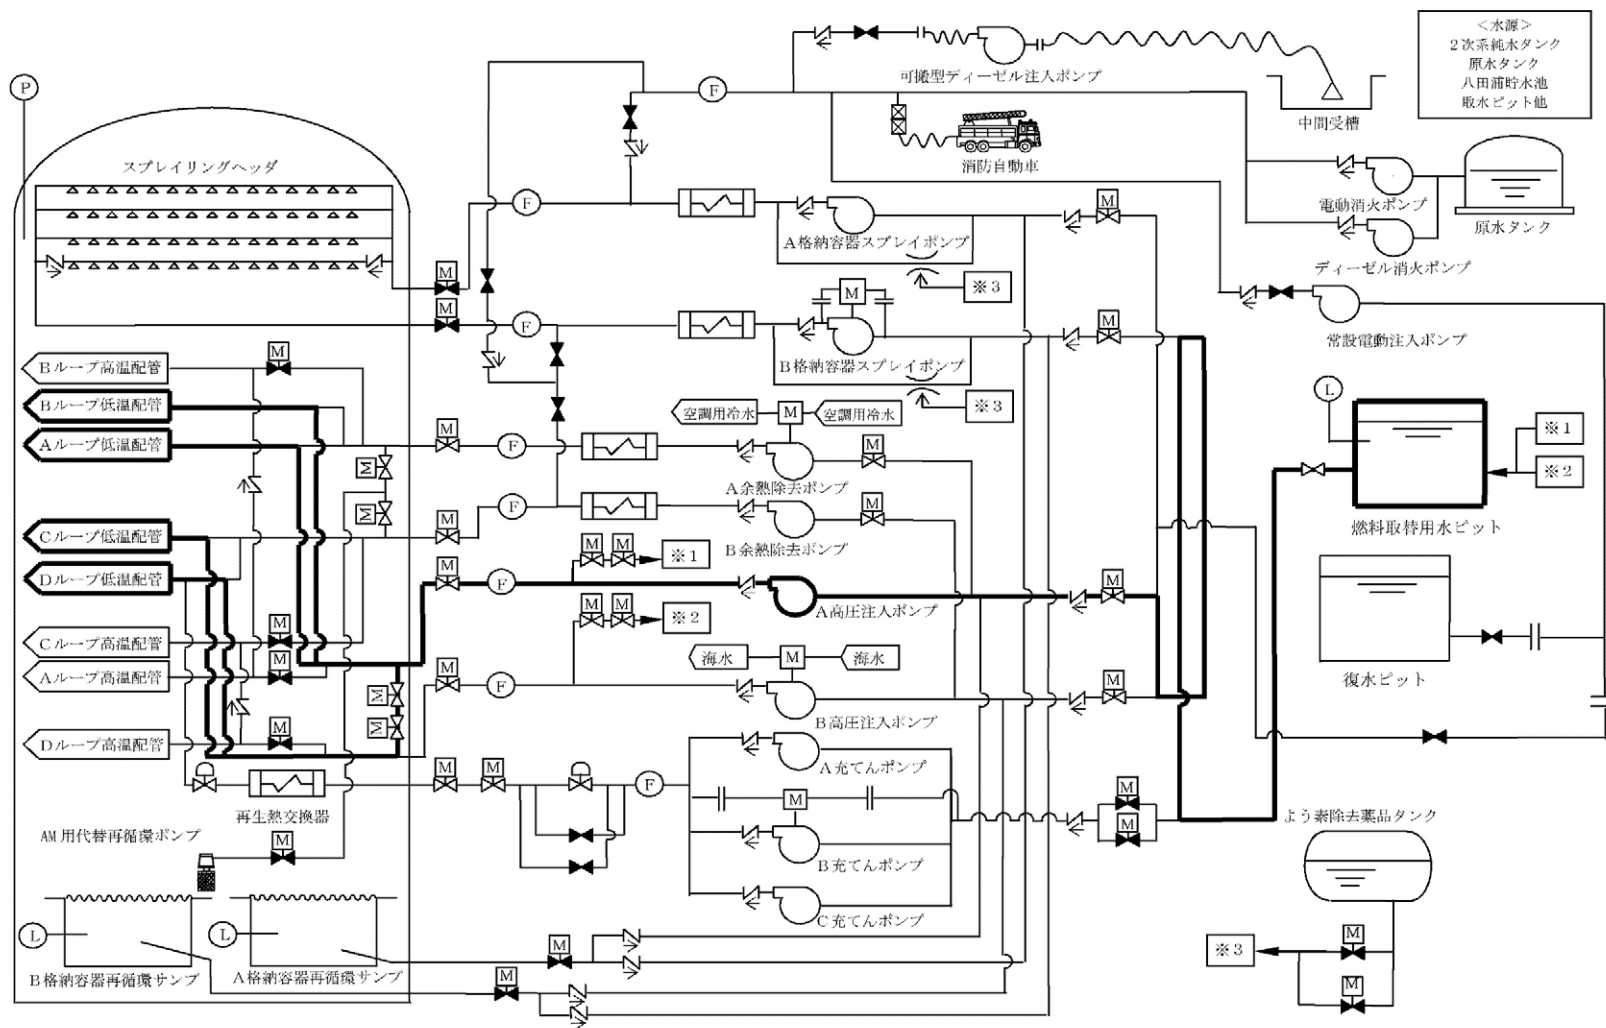 <水源>
2次系純水タンク
原水タンク
八田浦貯水池
取水ピット他
可搬型ディーゼル注入ポンプ
中間受槽
P
F
消防自動車
スプレイリングヘッダ
電動消火ポンプ
原水タンク
ディーゼル消火ポンプ
F
M
A格納容器スプレイポンプ
※3
M
M
F
M
M
B格納容器スプレイポンプ
※3
常設電動注入ポンプ
Bループ高温配管
M
Bループ低温配管
空調用冷水
M
空調用冷水
L
※1
※2
燃料取替用水ピット
Aループ低温配管
M
F
M
M
A余熱除去ポンプ
Cループ低温配管
M
M
F
M
B余熱除去ポンプ
Dループ低温配管
M
F
M
M
※1
A高圧注入ポンプ
M
M
M
※2
Cループ高温配管
M
海水
M
海水
復水ピット
Aループ高温配管
M
M
F
M
B高圧注入ポンプ
M
M
Dループ高温配管
M
A充てんポンプ
再生熱交換器
M
M
F
M
B充てんポンプ
M
M
よう素除去薬品タンク
AM用代替再循環ポンプ
M
C充てんポンプ
L
L
M
M
B格納容器再循環サンプ
A格納容器再循環サンプ
※3
M
M